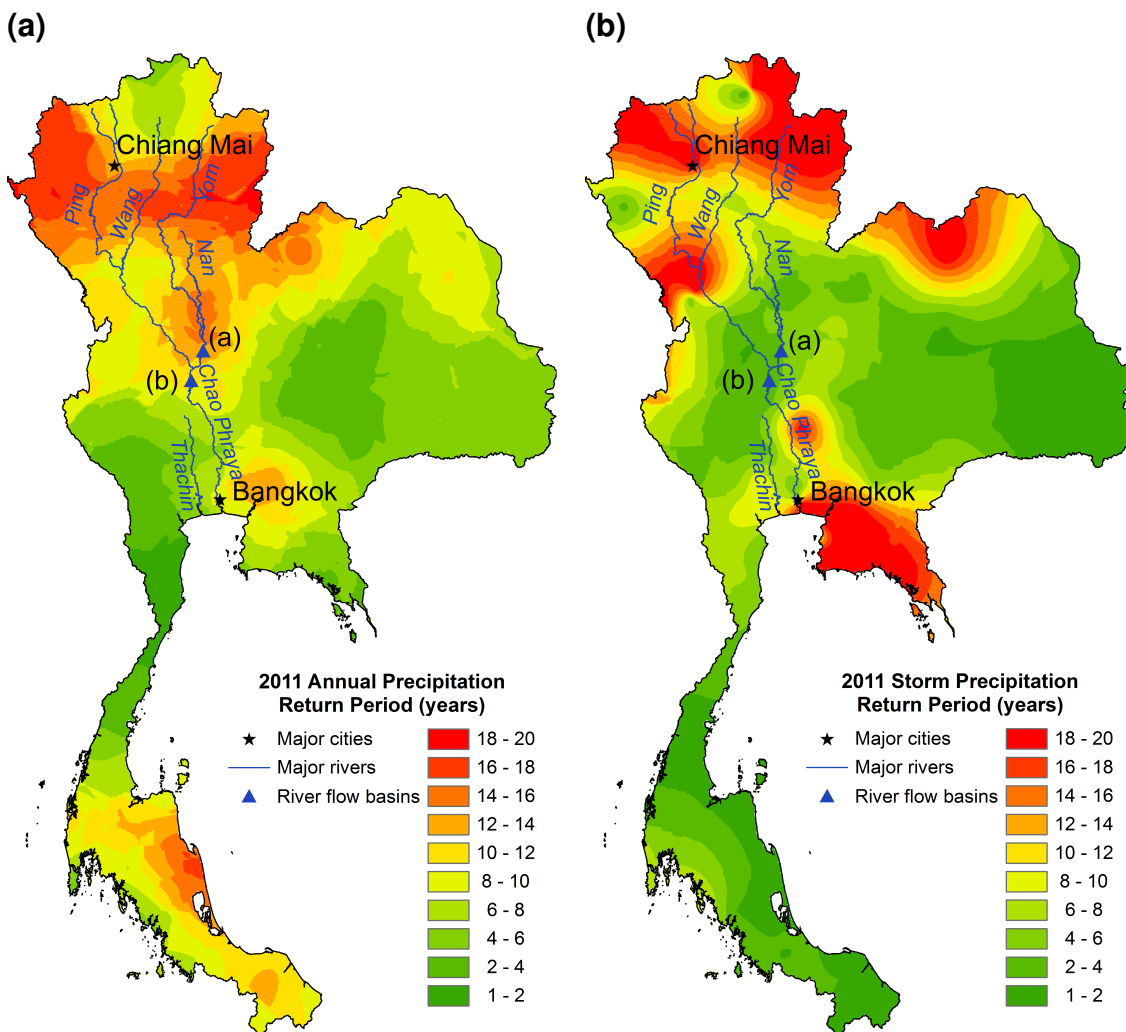 (a)
Chiang Mai
Ping
Wang
Yom
Nan
(a)
(b)
Chao Phraya
Thachin
Bangkok
2011 Annual Precipitation
Return Period (years)
Major cities
Major rivers
River flow basins
18 - 20
16 - 18
14 - 16
12 - 14
10 - 12
8 - 10
6 - 8
4 - 6
2 - 4
1 - 2
(b)
Chiang Mai
Ping
Wang
Yom
Nan
(a)
(b)
Chao Phraya
Thachin
Bangkok
2011 Storm Precipitation
Return Period (years)
Major cities
Major rivers
River flow basins
18 - 20
16 - 18
14 - 16
12 - 14
10 - 12
8 - 10
6 - 8
4 - 6
2 - 4
1 - 2